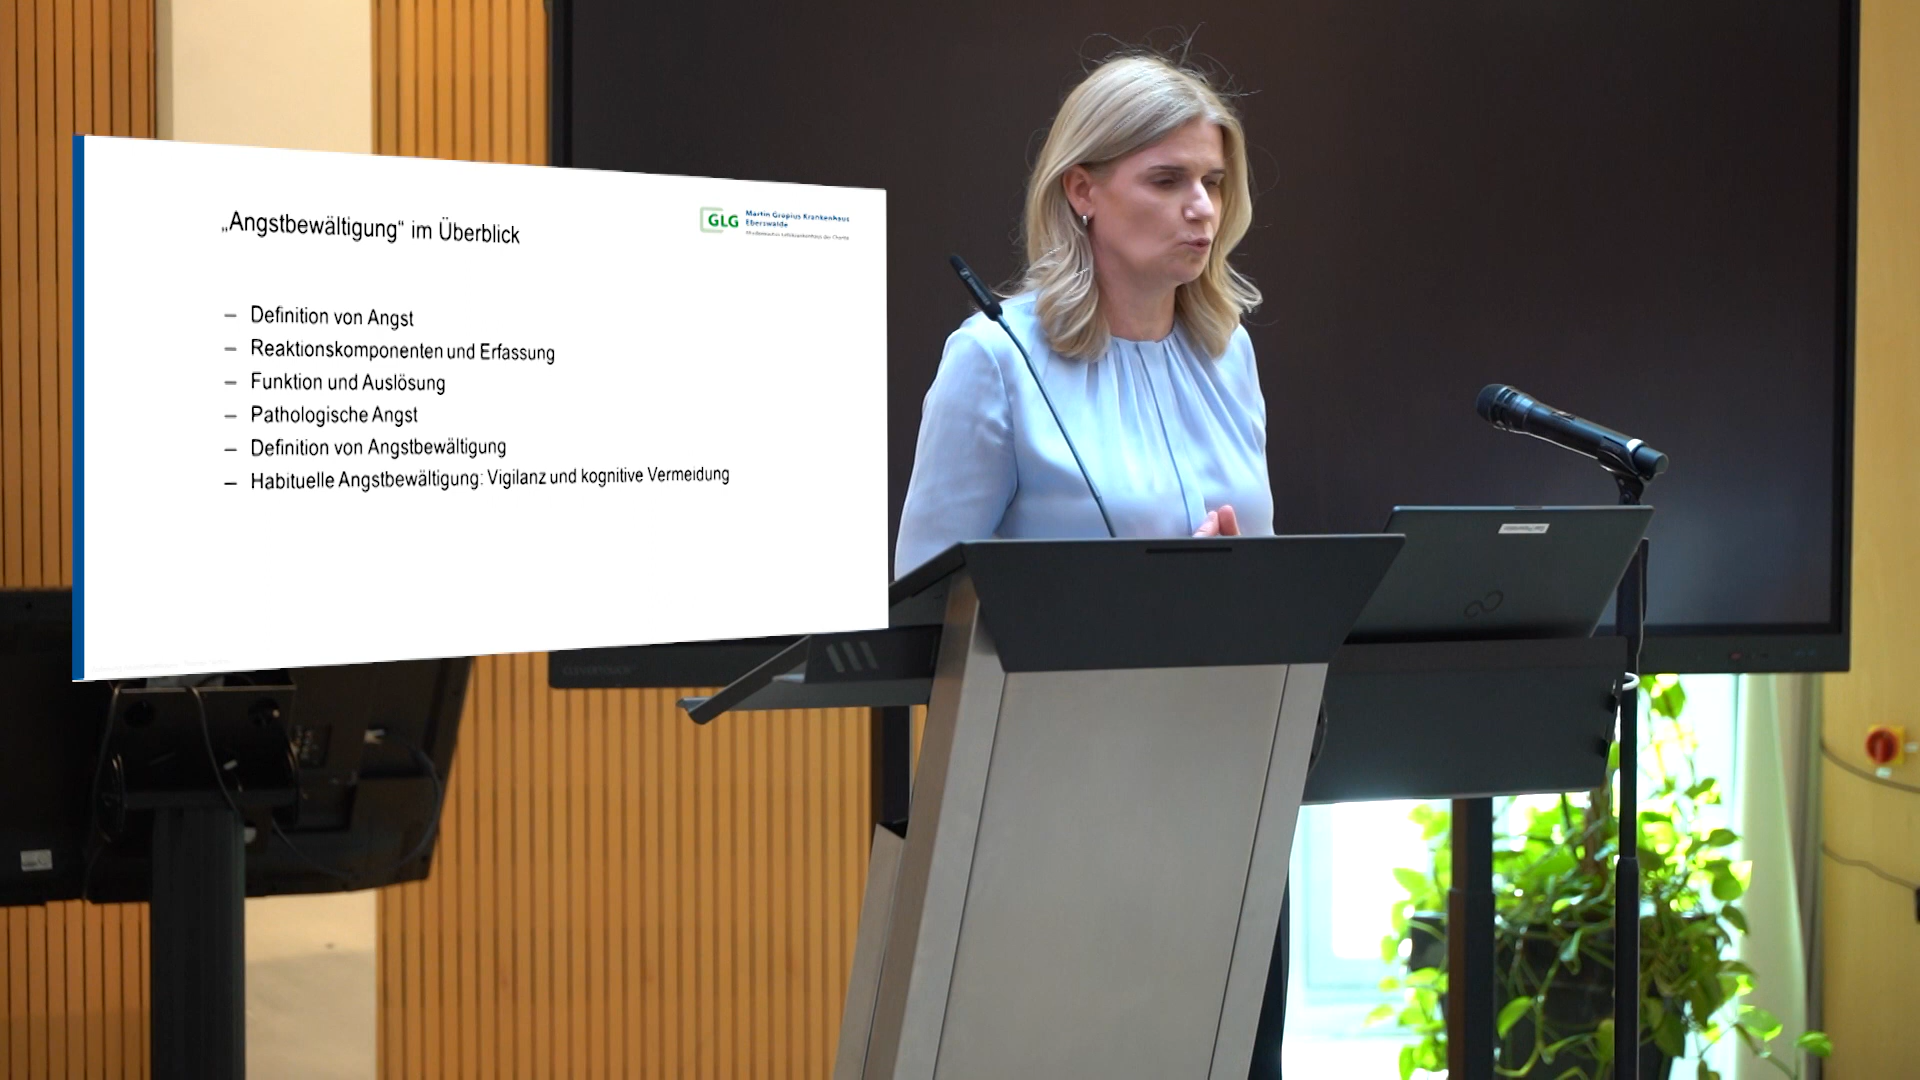 „Angstbewältigung“ im Überblick
GLG Martin Gropius Krankenhaus
Eberswalde
– Definition von Angst
– Reaktionskomponenten und Erfassung
– Funktion und Auslösung
– Pathologische Angst
– Definition von Angstbewältigung
– Habituelle Angstbewältigung: Vigilanz und kognitive Vermeidung